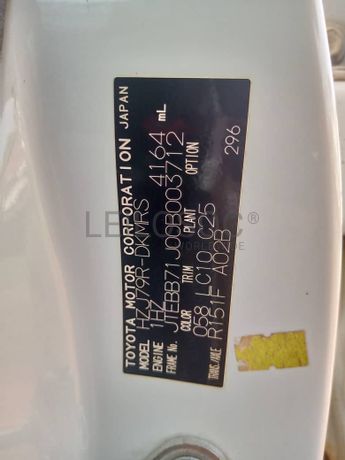 TOYOTA MOTOR CORPORATION JAPAN
MODEL HZJ79R-DKMRS
ENGINE 1HZ 4164 mL
FRAME No. JTEBB71J00B003712
COLOR TRIM PLANT OPTION
058 LC10 C25
TRANS/AXLE R151F A02B 296